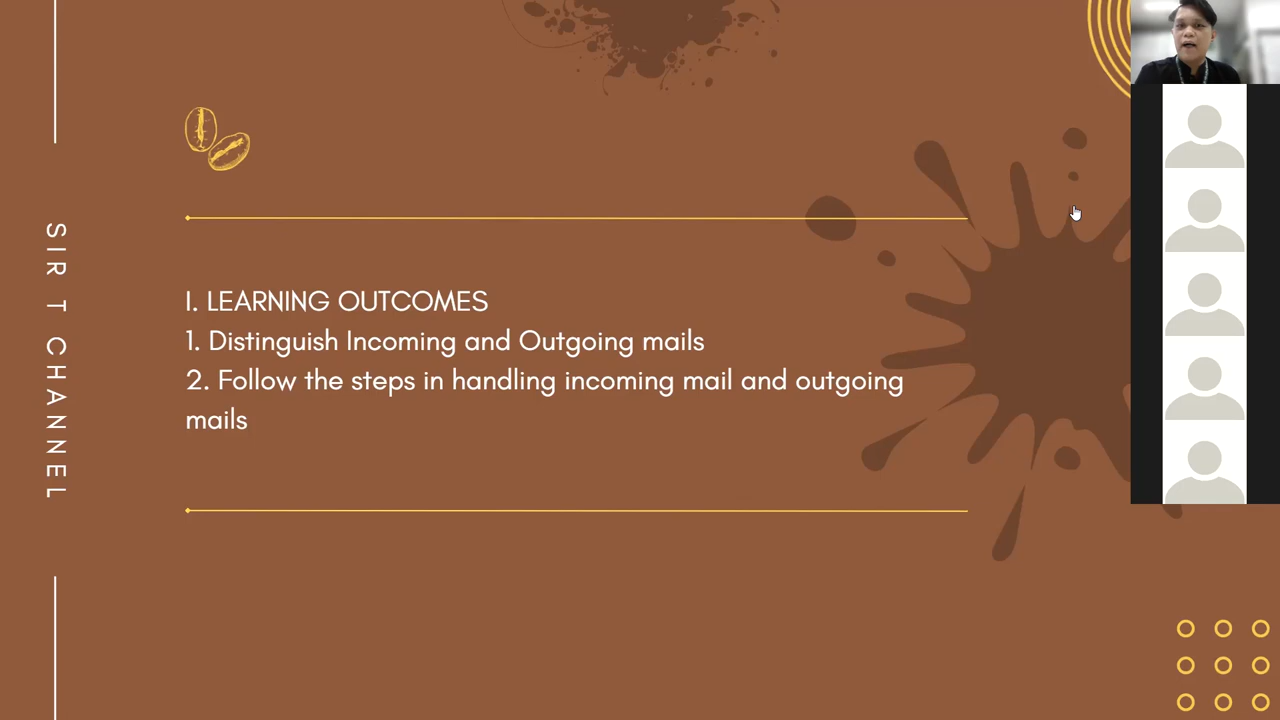 SIR T CHANNEL
I. LEARNING OUTCOMES
1. Distinguish Incoming and Outgoing mails
2. Follow the steps in handling incoming mail and outgoing
mails